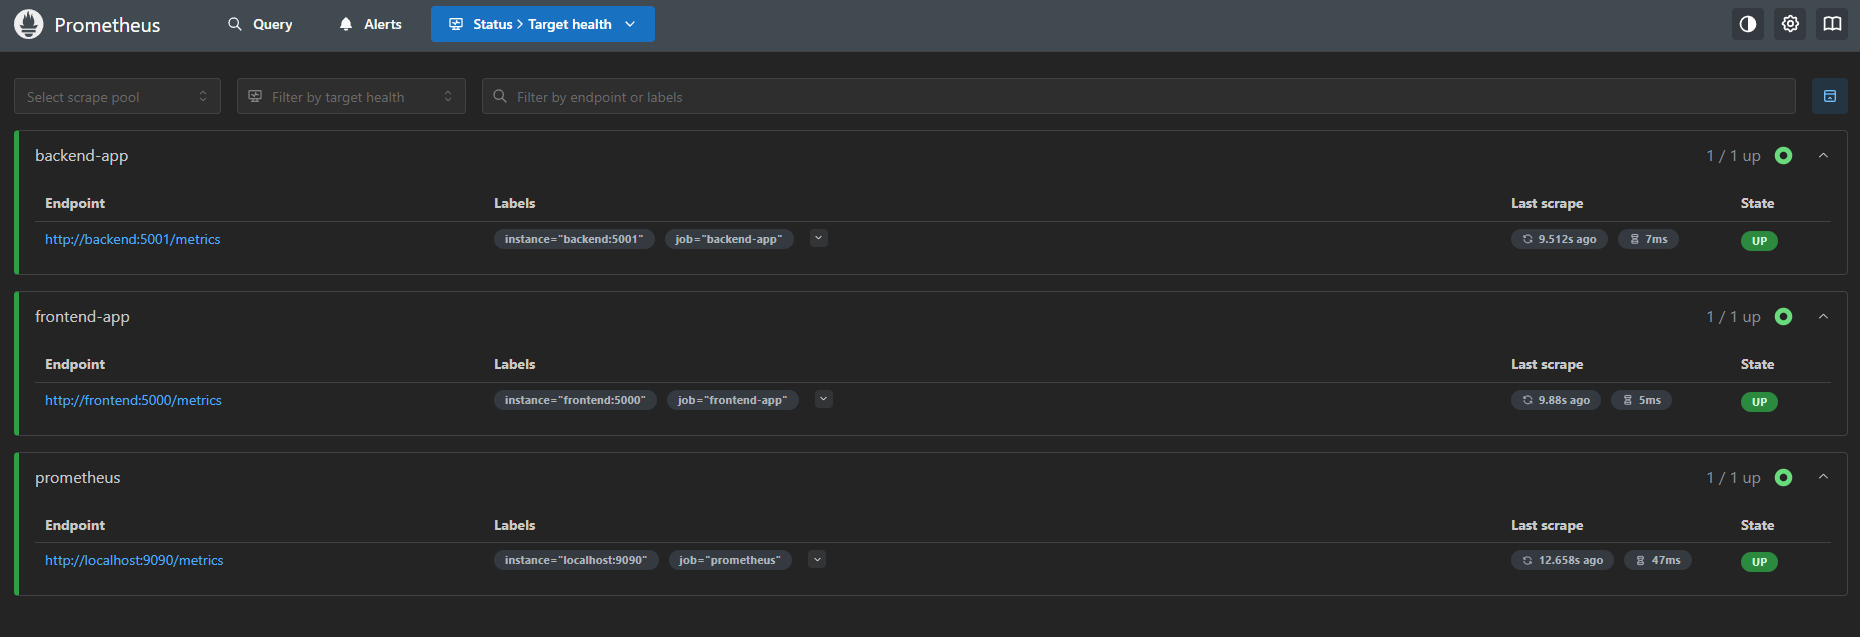 Prometheus Query Alerts Status > Target health
Select scrape pool Filter by target health Filter by endpoint or labels
backend-app 1 / 1 up
Endpoint Labels Last scrape State
http://backend:5001/metrics instance="backend:5001" job="backend-app" 9.512s ago 7ms UP
frontend-app 1 / 1 up
Endpoint Labels Last scrape State
http://frontend:5000/metrics instance="frontend:5000" job="frontend-app" 9.88s ago 5ms UP
prometheus 1 / 1 up
Endpoint Labels Last scrape State
http://localhost:9090/metrics instance="localhost:9090" job="prometheus" 12.658s ago 47ms UP